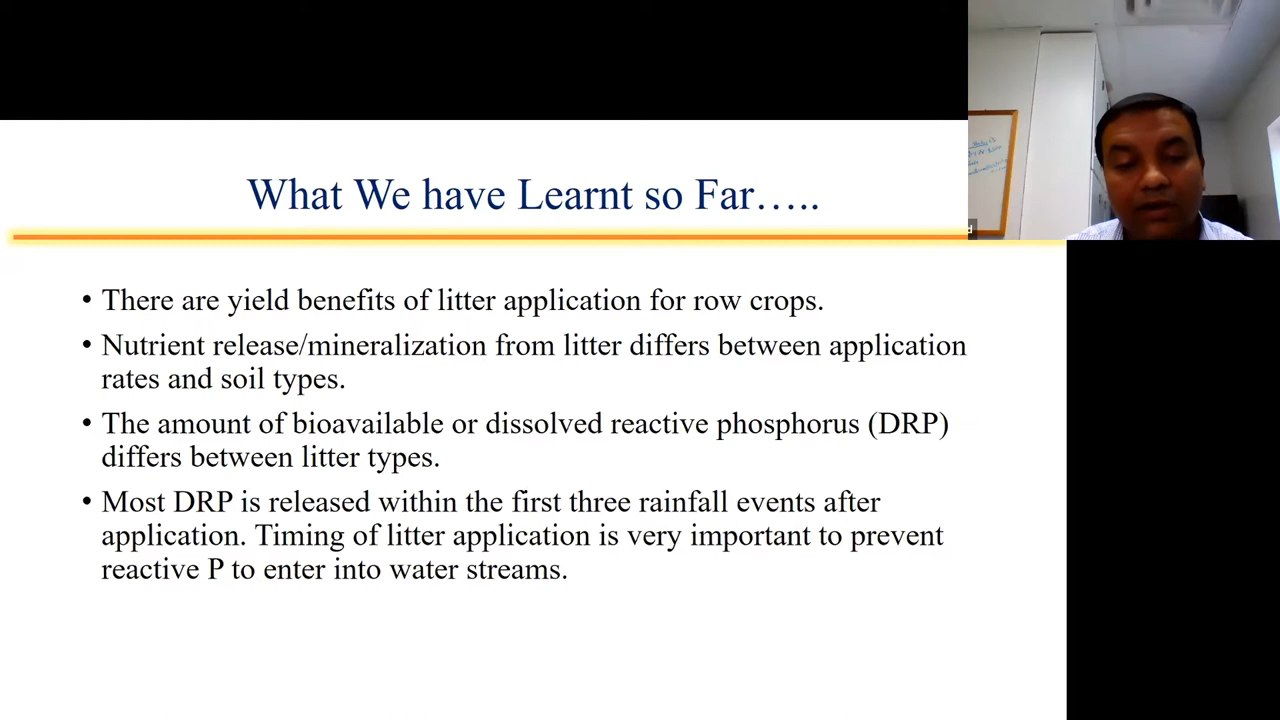 What We have Learnt so Far…..
• There are yield benefits of litter application for row crops.
• Nutrient release/mineralization from litter differs between application
rates and soil types.
• The amount of bioavailable or dissolved reactive phosphorus (DRP)
differs between litter types.
• Most DRP is released within the first three rainfall events after
application. Timing of litter application is very important to prevent
reactive P to enter into water streams.